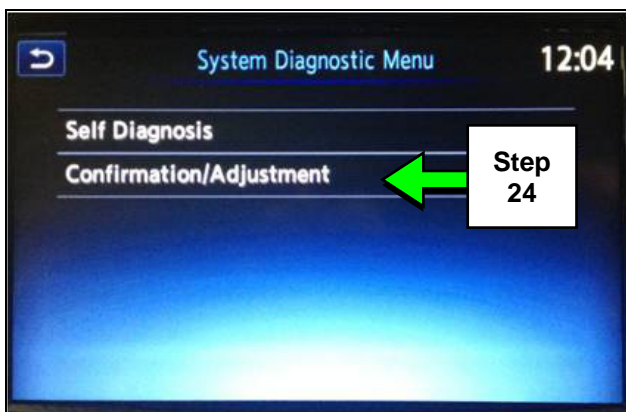 System Diagnostic Menu 12:04
Self Diagnosis
Confirmation/Adjustment
Step
24